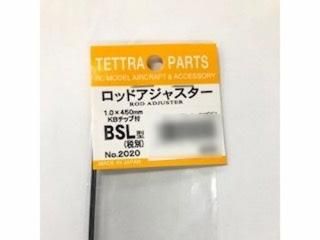 TETTRA PARTS
RC MODEL AIRCRAFT & ACCESSORY
ロッドアジャスター
ROD ADJUSTER
1.0×450mm
KBチップ付
BSL型
(税別)
No.2020
MADE IN JAPAN